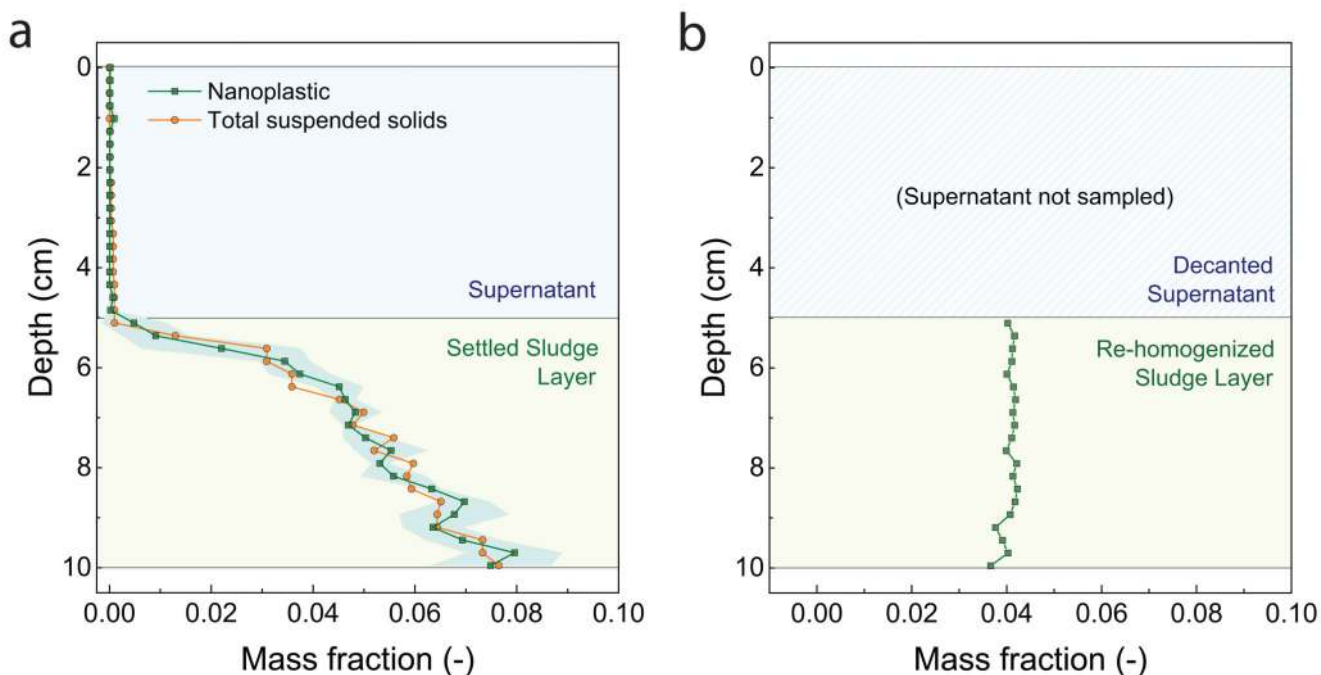 a
0
2
4
6
8
10
Depth (cm)
Nanoplastic
Total suspended solids
Supernatant
Settled Sludge
Layer
0.00
0.02
0.04
0.06
0.08
0.10
Mass fraction (-)
b
0
2
4
6
8
10
Depth (cm)
(Supernatant not sampled)
Decanted
Supernatant
Re-homogenized
Sludge Layer
0.00
0.02
0.04
0.06
0.08
0.10
Mass fraction (-)